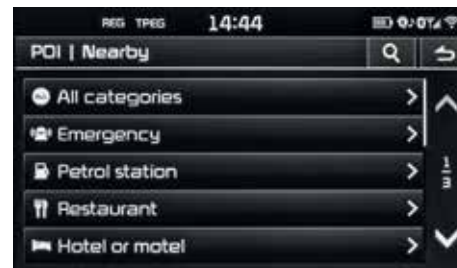 REG TPEG 14:44
POI | Nearby
All categories
Emergency
Petrol station
Restaurant
Hotel or motel
1
3